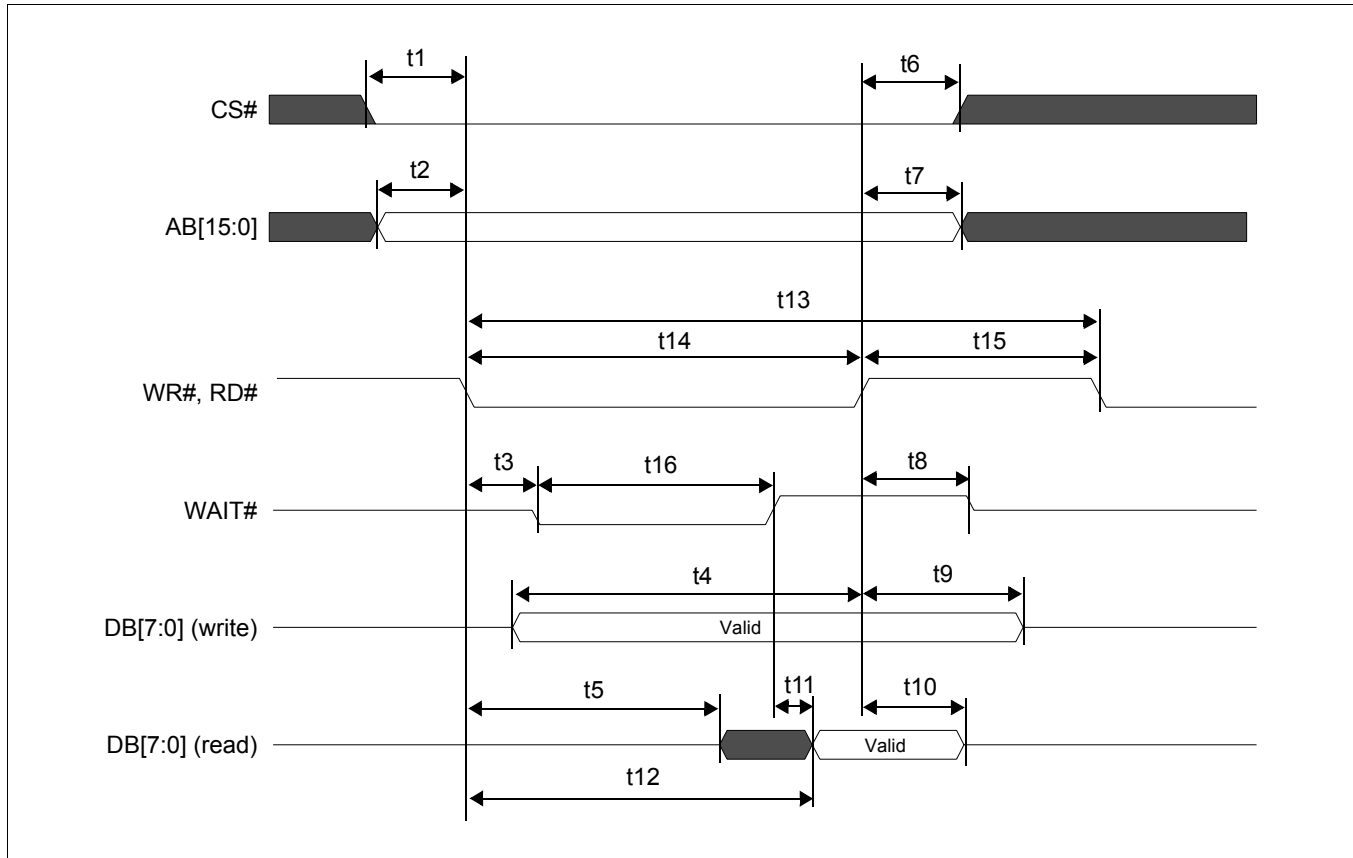 t1
t6
CS#
t2
t7
AB[15:0]
t13
t14
t15
WR#, RD#
t3
t16
t8
WAIT#
t4
t9
DB[7:0] (write)
Valid
t5
t11
t10
DB[7:0] (read)
Valid
t12